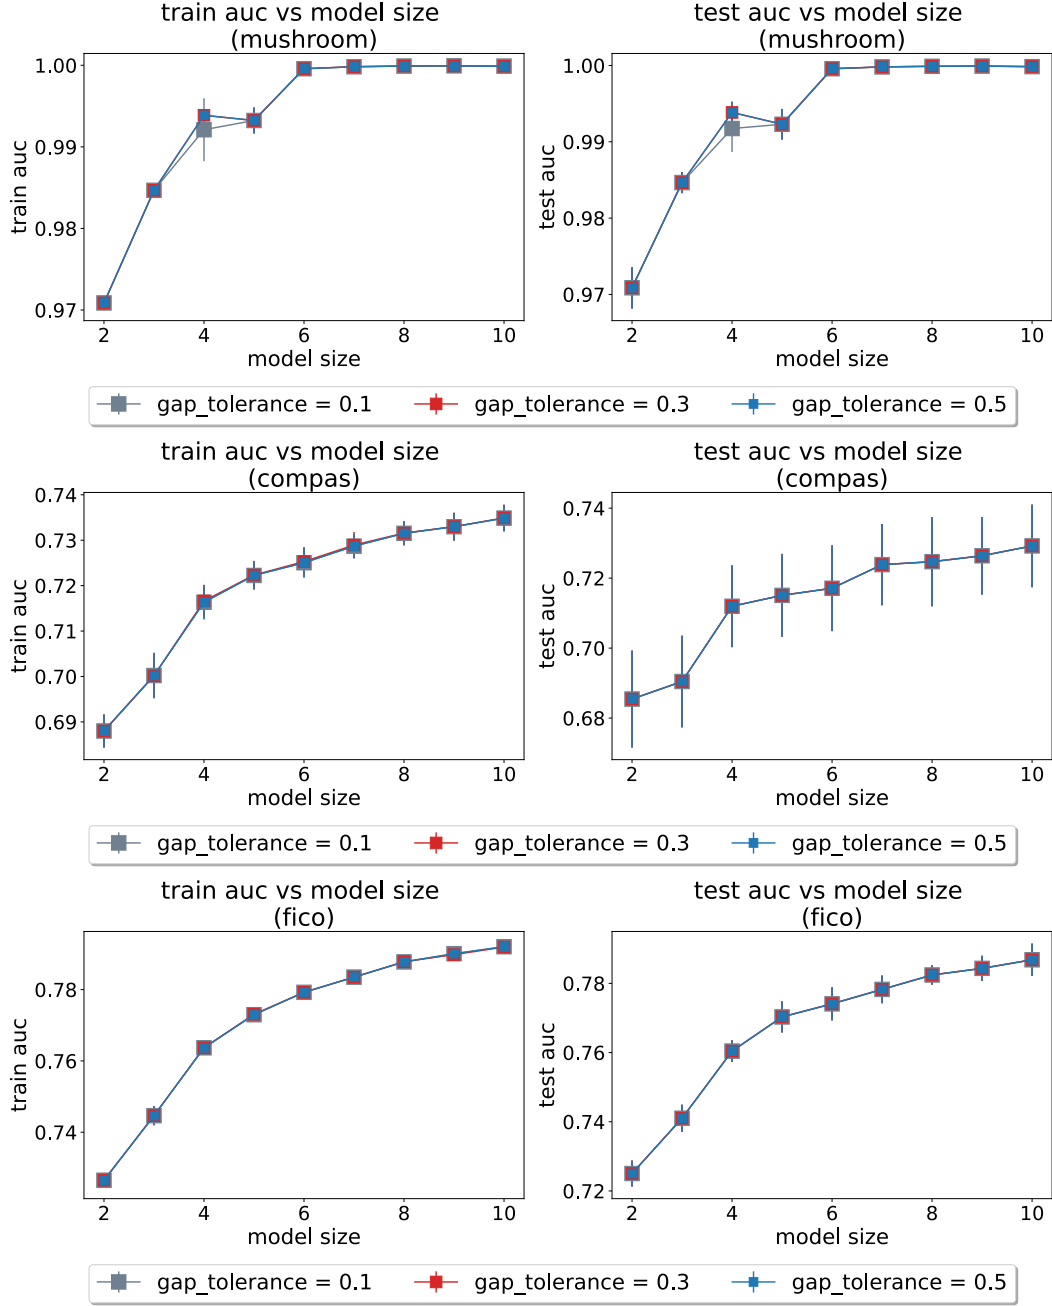 train auc vs model size
(mushroom)
1.00
0.99
0.98
0.97
train auc
2 4 6 8 10
model size
test auc vs model size
(mushroom)
1.00
0.99
0.98
0.97
test auc
2 4 6 8 10
model size
gap_tolerance = 0.1 gap_tolerance = 0.3 gap_tolerance = 0.5
train auc vs model size
(compas)
0.74
0.73
0.72
0.71
0.70
0.69
train auc
2 4 6 8 10
model size
test auc vs model size
(compas)
0.74
0.72
0.70
0.68
test auc
2 4 6 8 10
model size
gap_tolerance = 0.1 gap_tolerance = 0.3 gap_tolerance = 0.5
train auc vs model size
(fico)
0.78
0.76
0.74
train auc
2 4 6 8 10
model size
test auc vs model size
(fico)
0.78
0.76
0.74
0.72
test auc
2 4 6 8 10
model size
gap_tolerance = 0.1 gap_tolerance = 0.3 gap_tolerance = 0.5